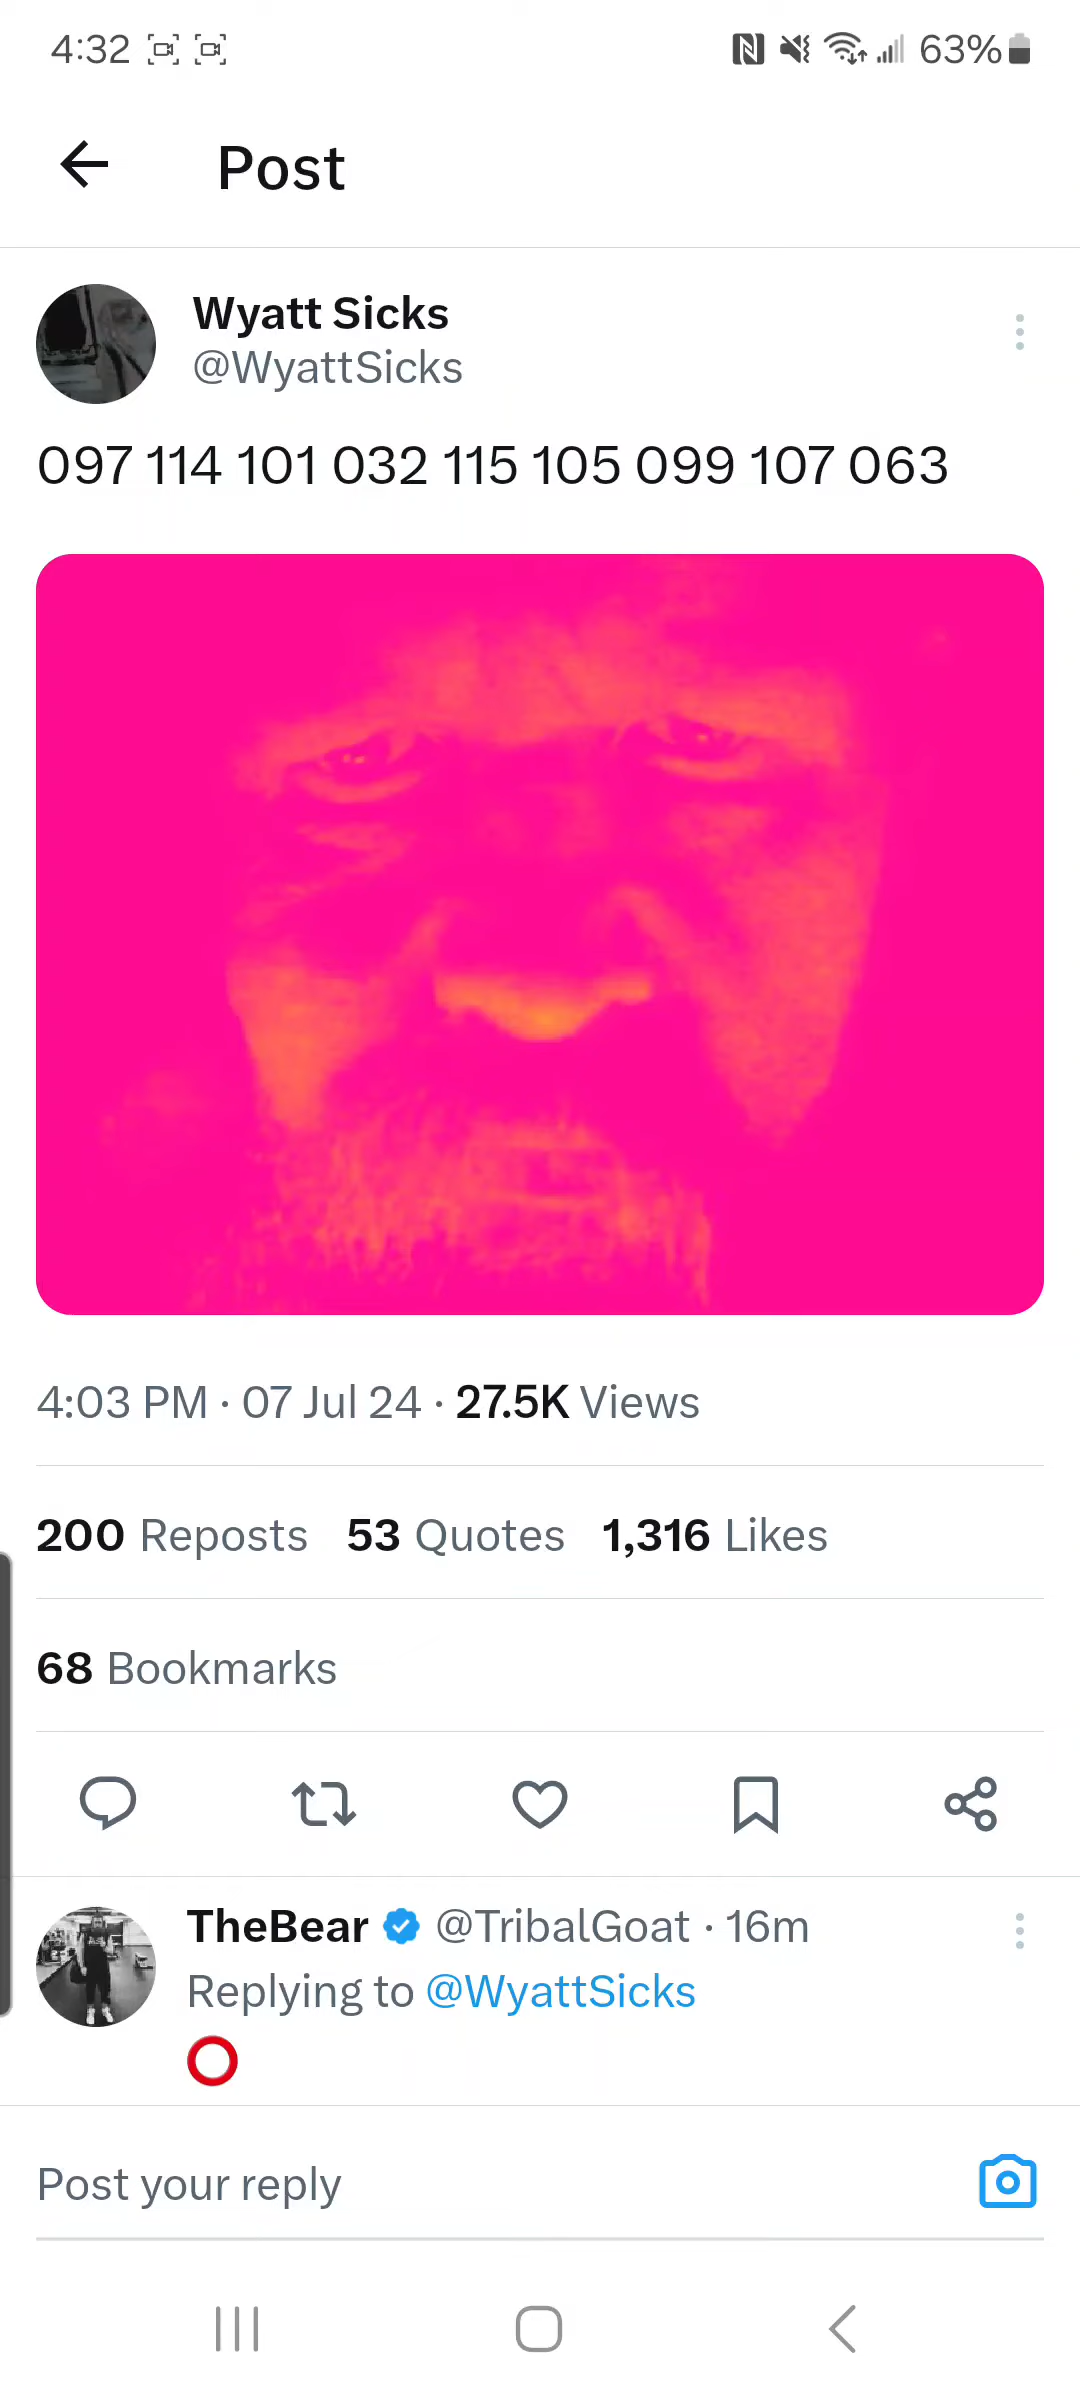 4:32 63%
Post
Wyatt Sicks
@WyattSicks
097 114 101 032 115 105 099 107 063
4:03 PM · 07 Jul 24 · 27.5K Views
200 Reposts 53 Quotes 1,316 Likes
68 Bookmarks
TheBear @TribalGoat · 16m
Replying to @WyattSicks
Post your reply